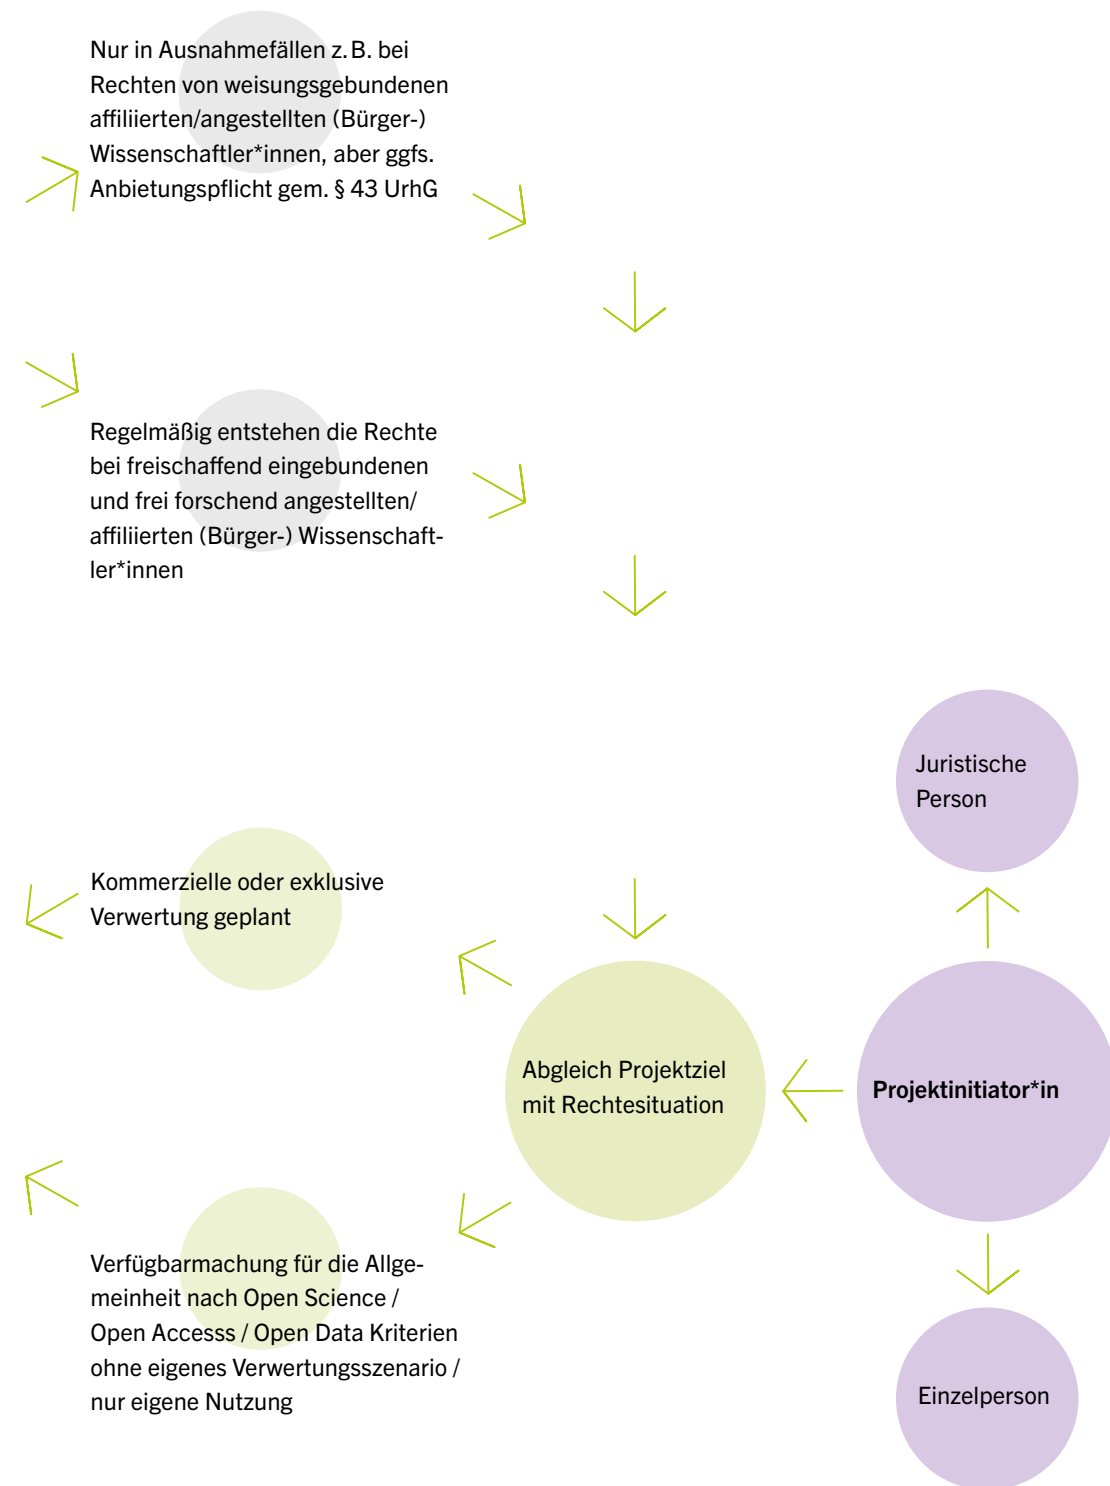 Nur in Ausnahmefällen z. B. bei
Rechten von weisungsgebundenen
affiliierten/angestellten (Bürger-)
Wissenschaftler*innen, aber ggfs.
Anbietungspflicht gem. § 43 UrhG
Regelmäßig entstehen die Rechte
bei freischaffend eingebundenen
und frei forschend angestellten/
affiliierten (Bürger-) Wissenschaft-
ler*innen
Juristische
Person
Kommerzielle oder exklusive
Verwertung geplant
Abgleich Projektziel
mit Rechtesituation
Projektinitiator*in
Verfügbarmachung für die Allge-
meinheit nach Open Science /
Open Accesss / Open Data Kriterien
ohne eigenes Verwertungsszenario /
nur eigene Nutzung
Einzelperson